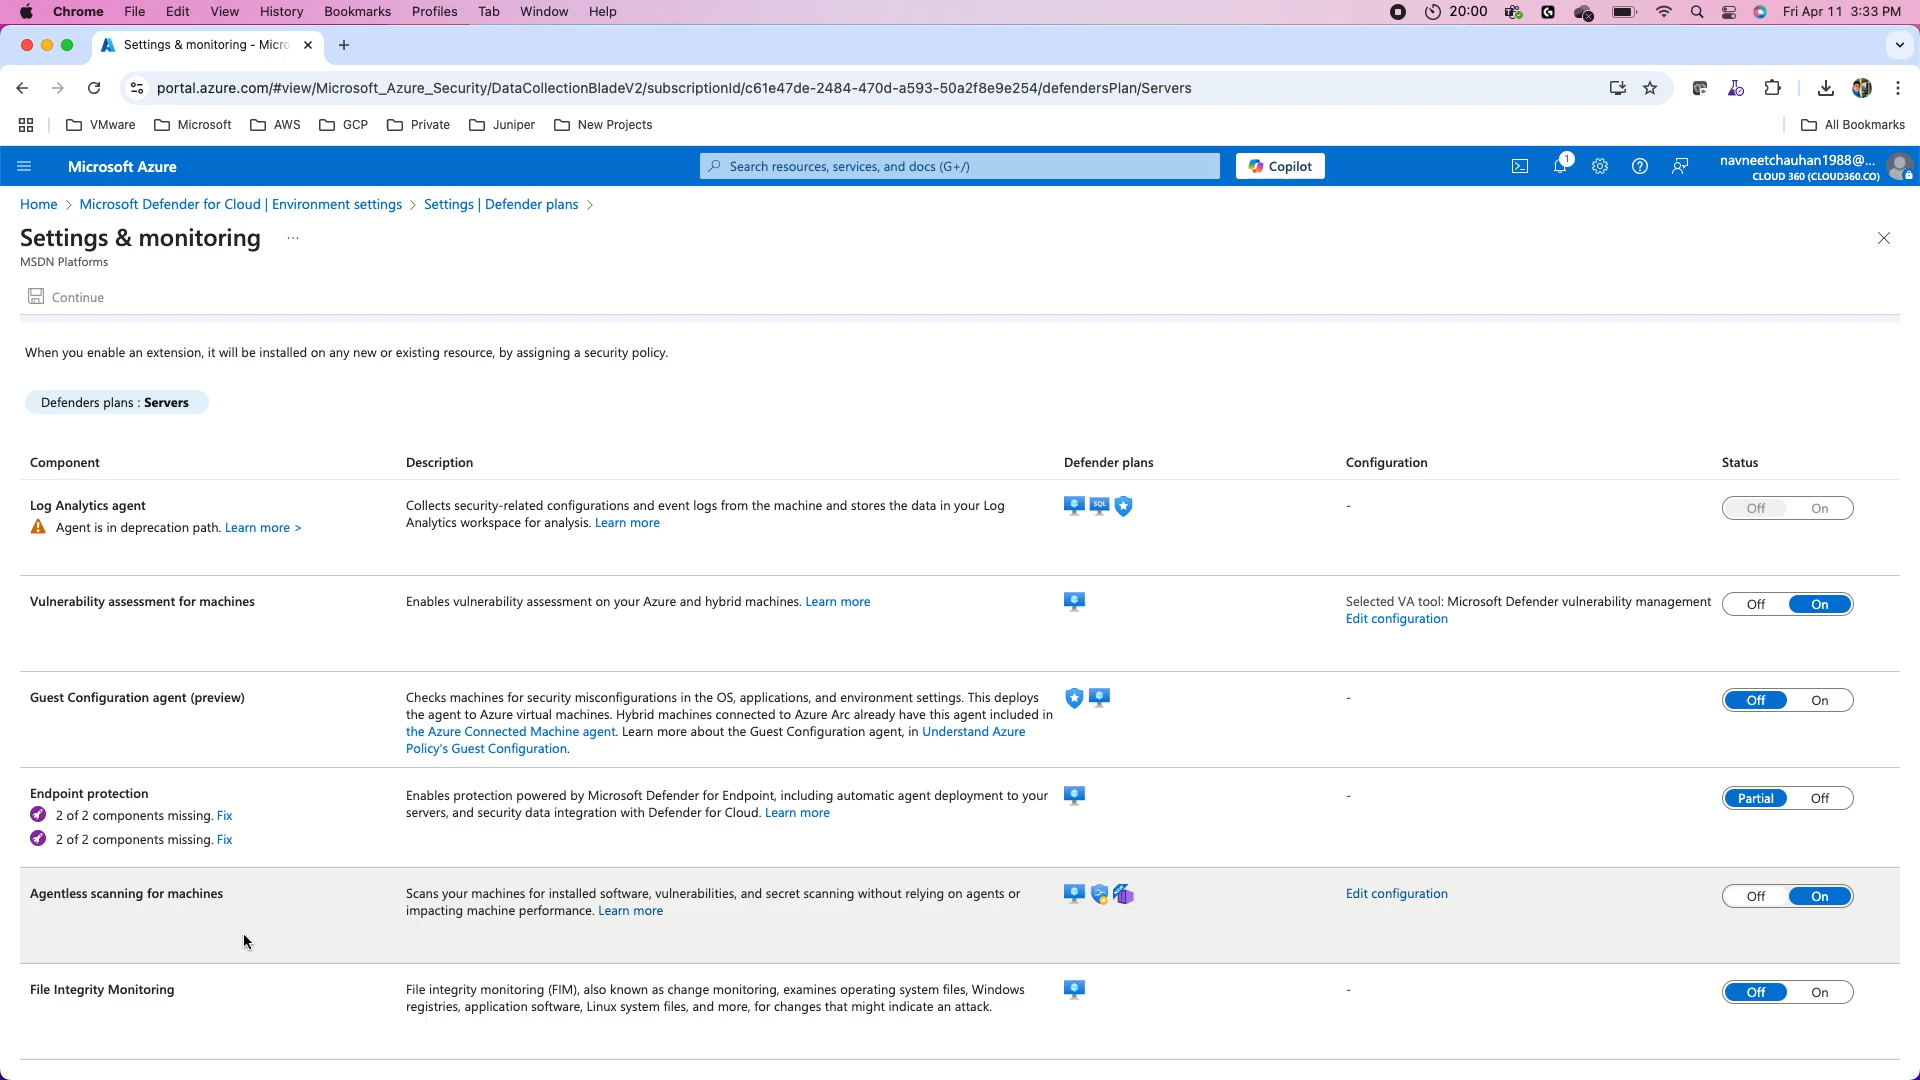 Chrome File Edit View History Bookmarks Profiles Tab Window Help 20:00 Fri Apr 11 3:33 PM
Settings & monitoring - Micro
portal.azure.com/#view/Microsoft_Azure_Security/DataCollectionBladeV2/subscriptionId/c61e47de-2484-470d-a593-50a2f8e9e254/defendersPlan/Servers
VMware Microsoft AWS GCP Private Juniper New Projects All Bookmarks
Microsoft Azure Search resources, services, and docs (G+/) Copilot 1 navneetchauhan1988@...
CLOUD 360 (CLOUD360.CO)
Home > Microsoft Defender for Cloud | Environment settings > Settings | Defender plans >
Settings & monitoring ...
MSDN Platforms
Continue
When you enable an extension, it will be installed on any new or existing resource, by assigning a security policy.
Defenders plans : Servers
Component Description Defender plans Configuration Status
Log Analytics agent
Agent is in deprecation path. Learn more >
Collects security-related configurations and event logs from the machine and stores the data in your Log
Analytics workspace for analysis. Learn more
SQL
-
Off On
Vulnerability assessment for machines
Enables vulnerability assessment on your Azure and hybrid machines. Learn more
Selected VA tool: Microsoft Defender vulnerability management
Edit configuration
Off On
Guest Configuration agent (preview)
Checks machines for security misconfigurations in the OS, applications, and environment settings. This deploys
the agent to Azure virtual machines. Hybrid machines connected to Azure Arc already have this agent included in
the Azure Connected Machine agent. Learn more about the Guest Configuration agent, in Understand Azure
Policy's Guest Configuration.
-
Off On
Endpoint protection
2 of 2 components missing. Fix
2 of 2 components missing. Fix
Enables protection powered by Microsoft Defender for Endpoint, including automatic agent deployment to your
servers, and security data integration with Defender for Cloud. Learn more
-
Partial Off
Agentless scanning for machines
Scans your machines for installed software, vulnerabilities, and secret scanning without relying on agents or
impacting machine performance. Learn more
Edit configuration
Off On
File Integrity Monitoring
File integrity monitoring (FIM), also known as change monitoring, examines operating system files, Windows
registries, application software, Linux system files, and more, for changes that might indicate an attack.
-
Off On